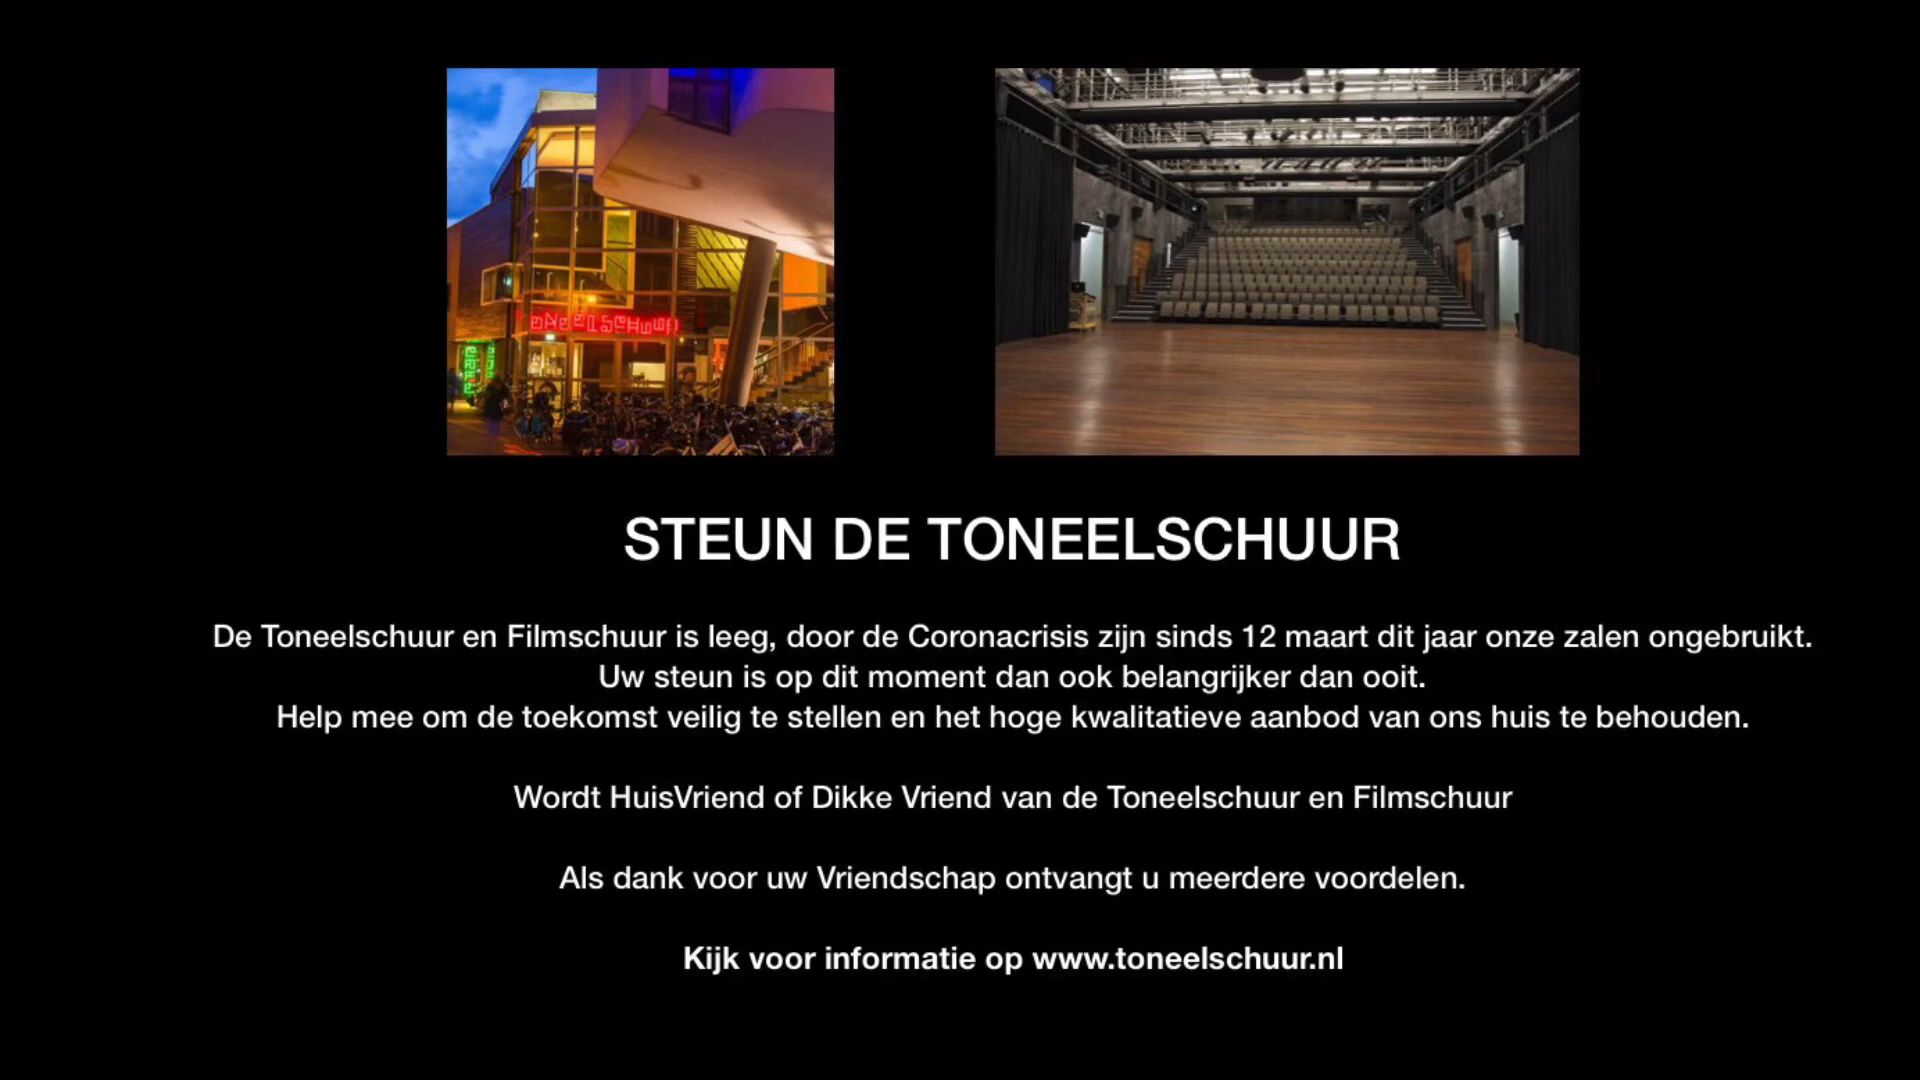 TONEELSCHUUR
STEUN DE TONEELSCHUUR
De Toneelschuur en Filmschuur is leeg, door de Coronacrisis zijn sinds 12 maart dit jaar onze zalen ongebruikt.
Uw steun is op dit moment dan ook belangrijker dan ooit.
Help mee om de toekomst veilig te stellen en het hoge kwalitatieve aanbod van ons huis te behouden.
Wordt HuisVriend of Dikke Vriend van de Toneelschuur en Filmschuur
Als dank voor uw Vriendschap ontvangt u meerdere voordelen.
Kijk voor informatie op www.toneelschuur.nl